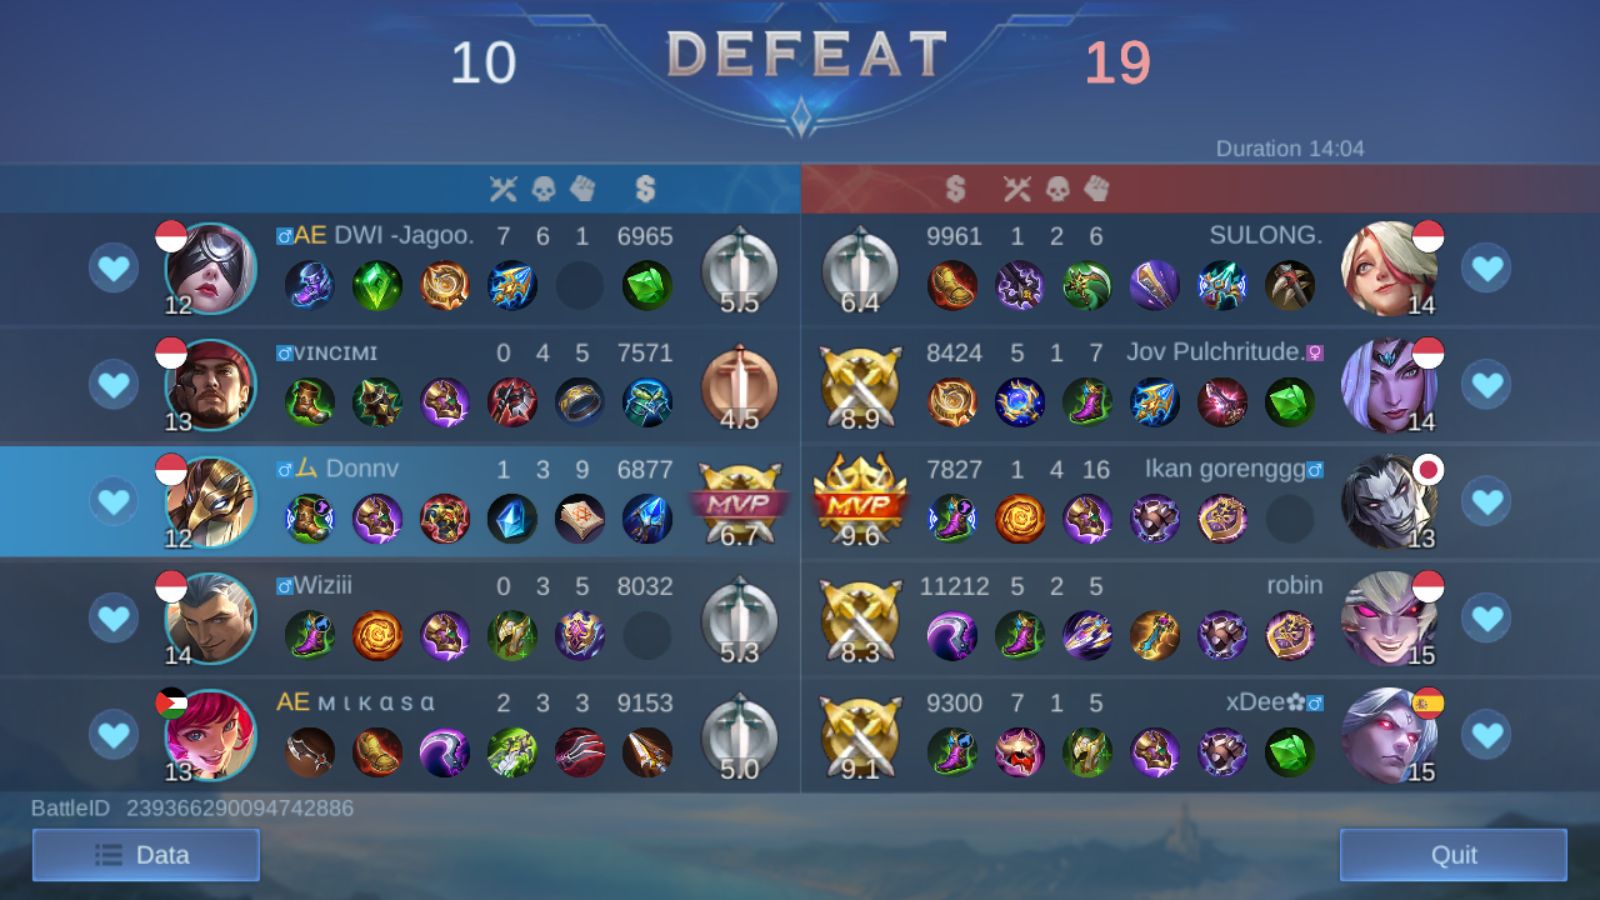 10 DEFEAT 19
Duration 14:04
♂AE DWI -Jagoo. 7 6 1 6965
12 5.5
9961 1 2 6 SULONG.
6.4 14
♂VINCIMI 0 4 5 7571
13 4.5
8424 5 1 7 Jov Pulchritude.♀
8.9 14
♂ム Donnv 1 3 9 6877
MVP
12 6.7
7827 1 4 16 Ikan gorenggg♂
MVP
9.6 13
♂Wiziii 0 3 5 8032
14 5.3
11212 5 2 5 robin
8.3 15
AE мιкαѕα 2 3 3 9153
13 5.0
9300 7 1 5 xDee✿♂
9.1 15
BattleID 239366290094742886
Data
Quit